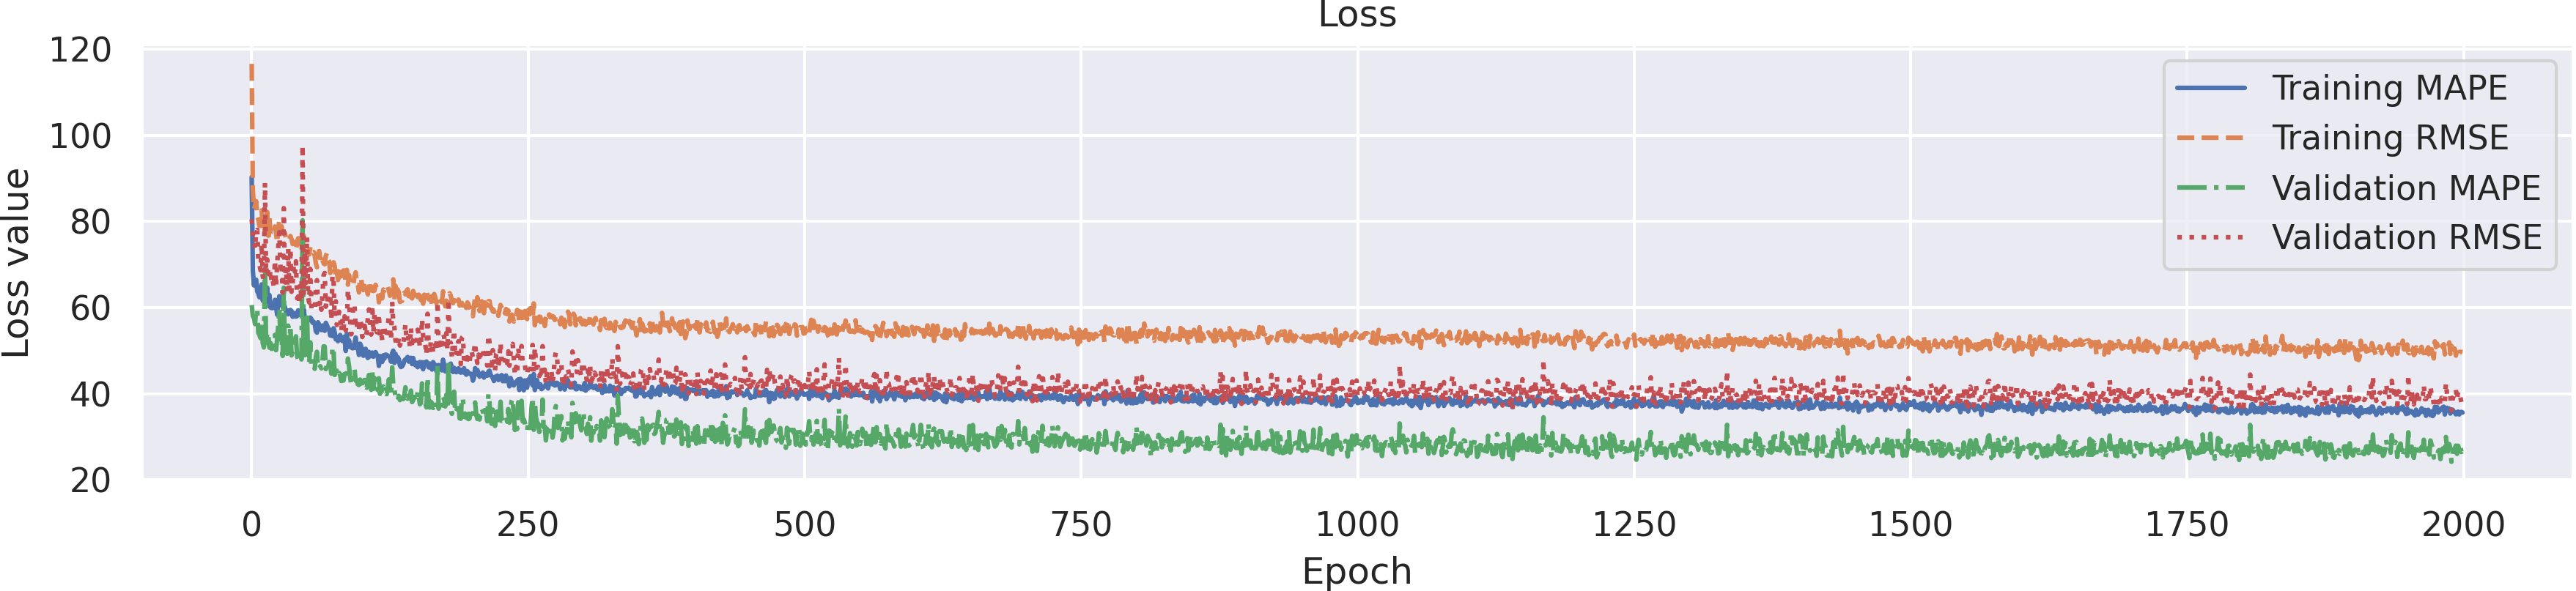 Loss
120
100
80
60
40
20
Loss value
0 250 500 750 1000 1250 1500 1750 2000
Epoch
Training MAPE
Training RMSE
Validation MAPE
Validation RMSE